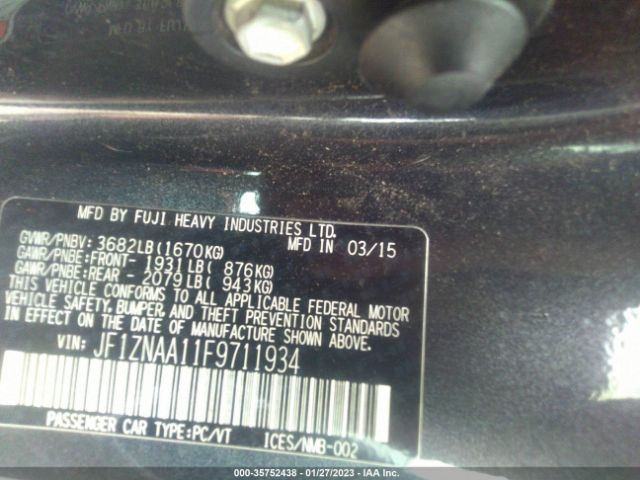 MFD BY FUJI HEAVY INDUSTRIES LTD.
MFD IN 03/15
GVWR/PNBV: 3682LB(1670KG)
GAWR/PNBE:FRONT- 1931LB( 876KG)
GAWR/PNBE:REAR - 2079LB( 943KG)
THIS VEHICLE CONFORMS TO ALL APPLICABLE FEDERAL MOTOR
VEHICLE SAFETY, BUMPER, AND THEFT PREVENTION STANDARDS
IN EFFECT ON THE DATE OF MANUFACTURE SHOWN ABOVE.
VIN: JF1ZNAA11F9711934
PASSENGER CAR TYPE:PC/VT ICES/NMB-002
000-35752438 - 01/27/2023 - IAA Inc.